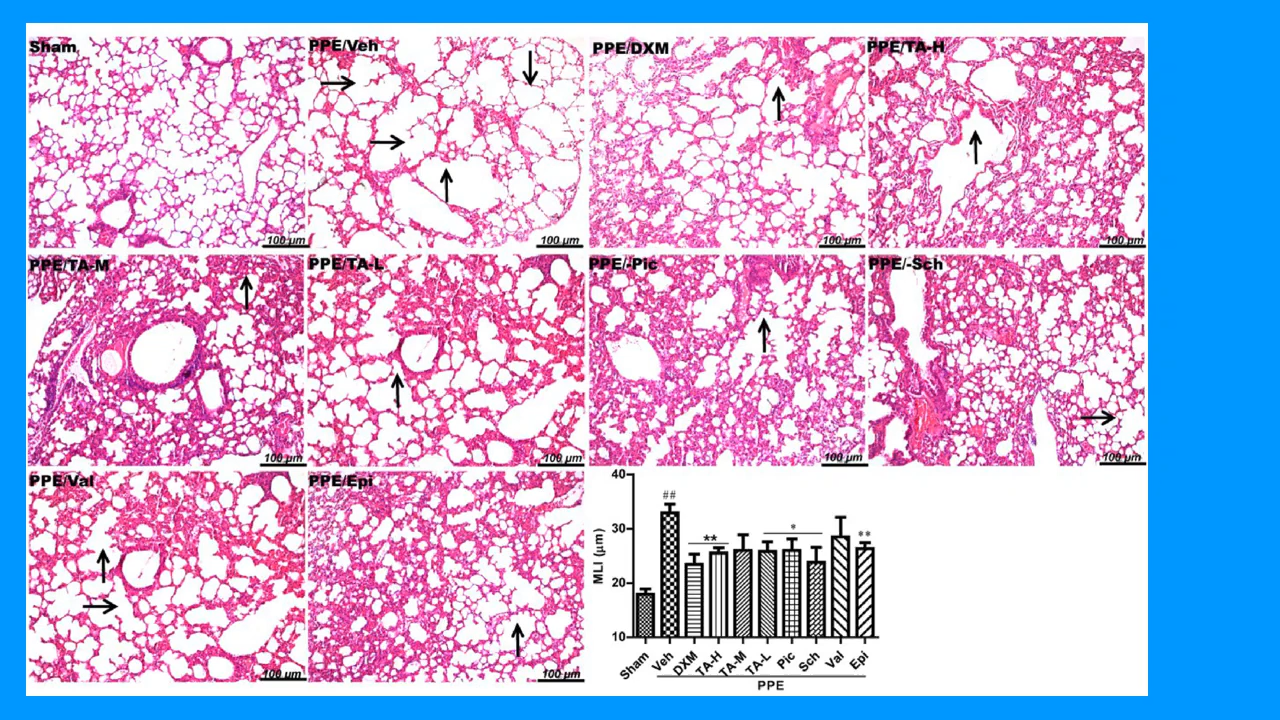 Sham
PPE/Veh
PPE/DXM
PPE/TA-H
100 μm
100 μm
100 μm
100 μm
PPE/TA-M
PPE/TA-L
PPE/-Pic
PPE/-Sch
100 μm
100 μm
100 μm
100 μm
PPE/Val
PPE/Epi
100 μm
100 μm
MLI (μm)
40
30
20
10
##
**
*
**
Sham
Veh
DXM
TA-H
TA-M
TA-L
Pic
Sch
Val
Epi
PPE